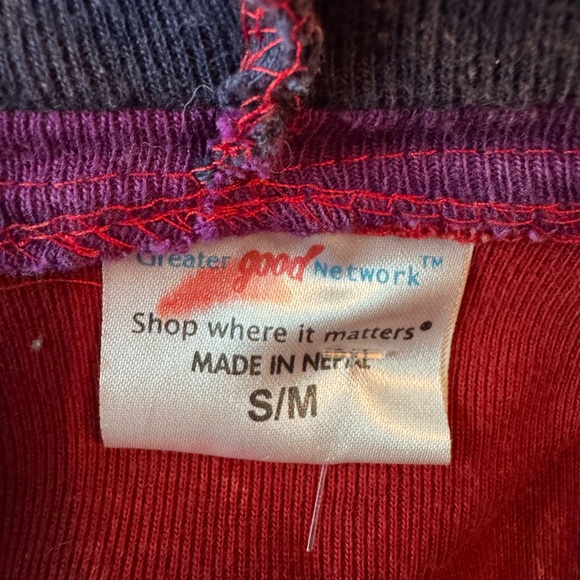 Greater good Network™
Shop where it matters®
MADE IN NEPAL
S/M